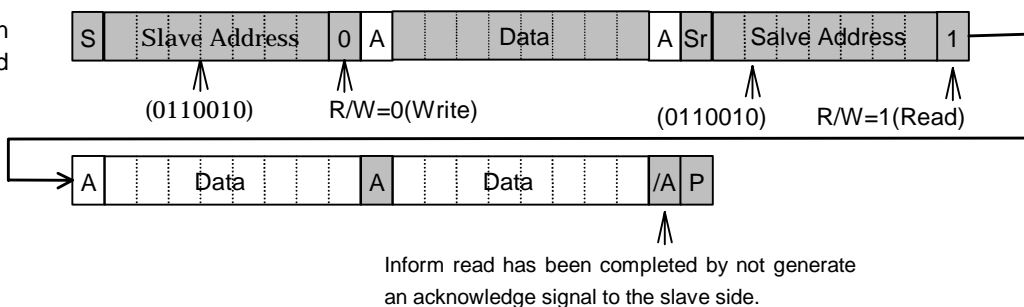 n
d
S Slave Address 0 A Data A Sr Salve Address 1
(0110010) R/W=0(Write) (0110010) R/W=1(Read)
A Data A Data /A P
Inform read has been completed by not generate
an acknowledge signal to the slave side.